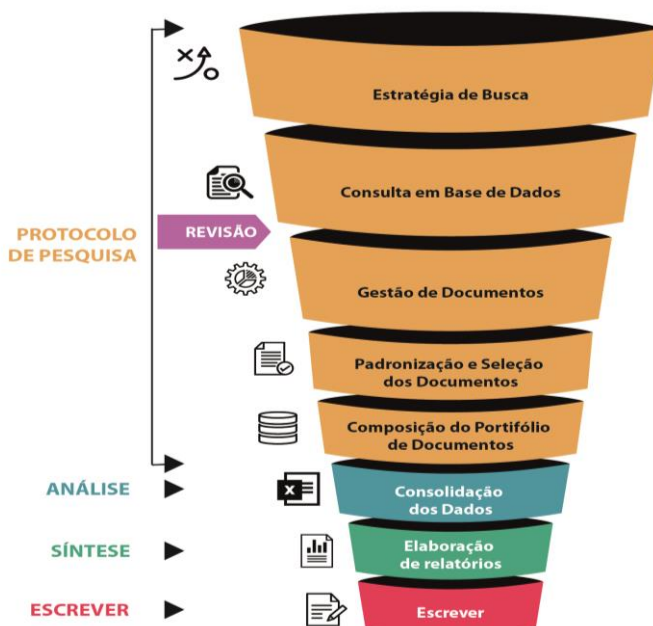 Estratégia de Busca
Consulta em Base de Dados
PROTOCOLO
DE PESQUISA
REVISÃO
Gestão de Documentos
Padronização e Seleção
dos Documentos
Composição do Portifólio
de Documentos
ANÁLISE
X
Consolidação
dos Dados
SÍNTESE
Elaboração
de relatórios
ESCREVER
Escrever